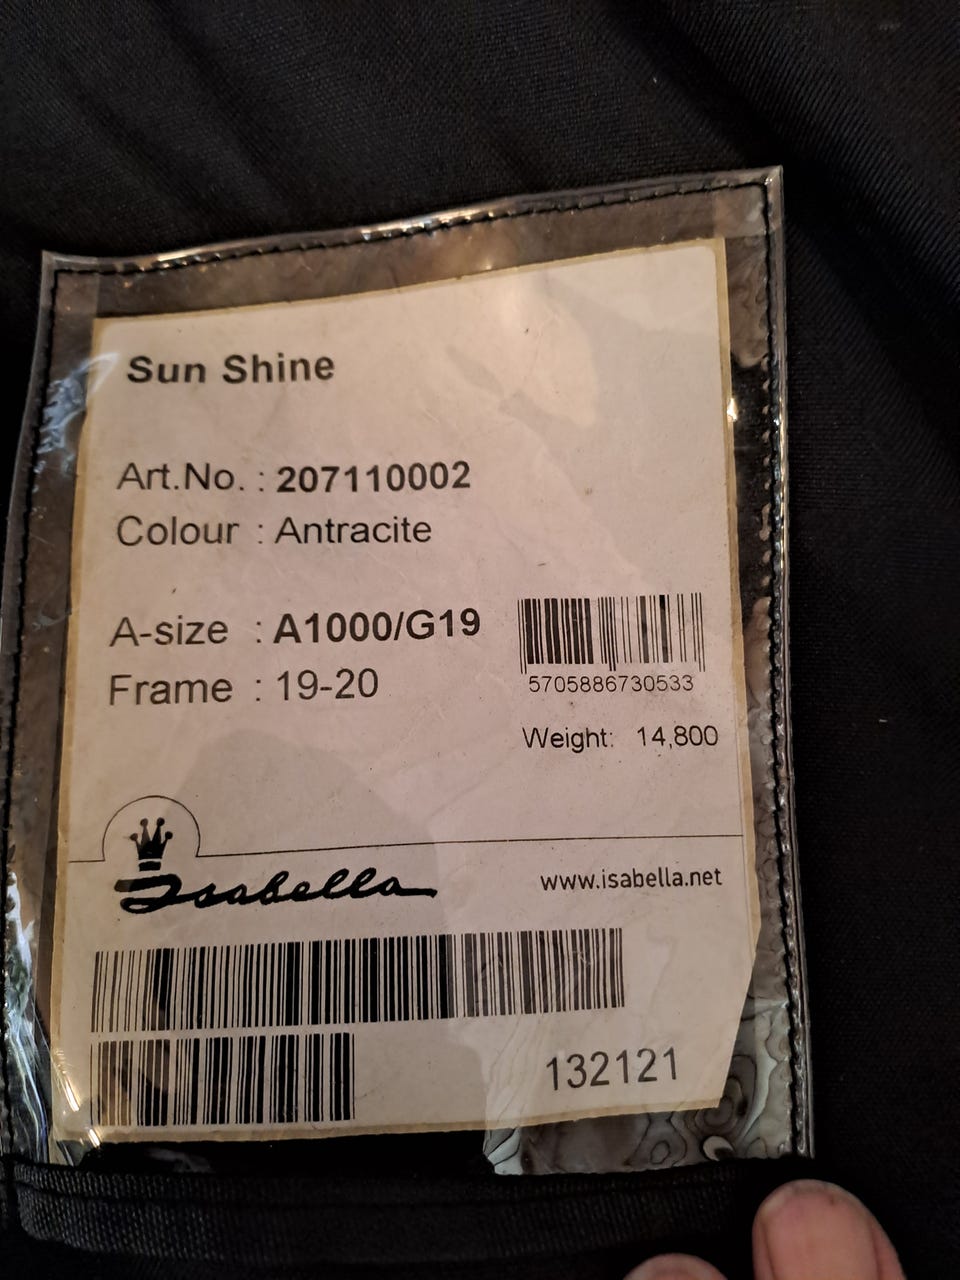 Sun Shine
Art.No. : 207110002
Colour : Antracite
A-size : A1000/G19
Frame : 19-20
5705886730533
Weight: 14,800
Isabella
www.isabella.net
132121